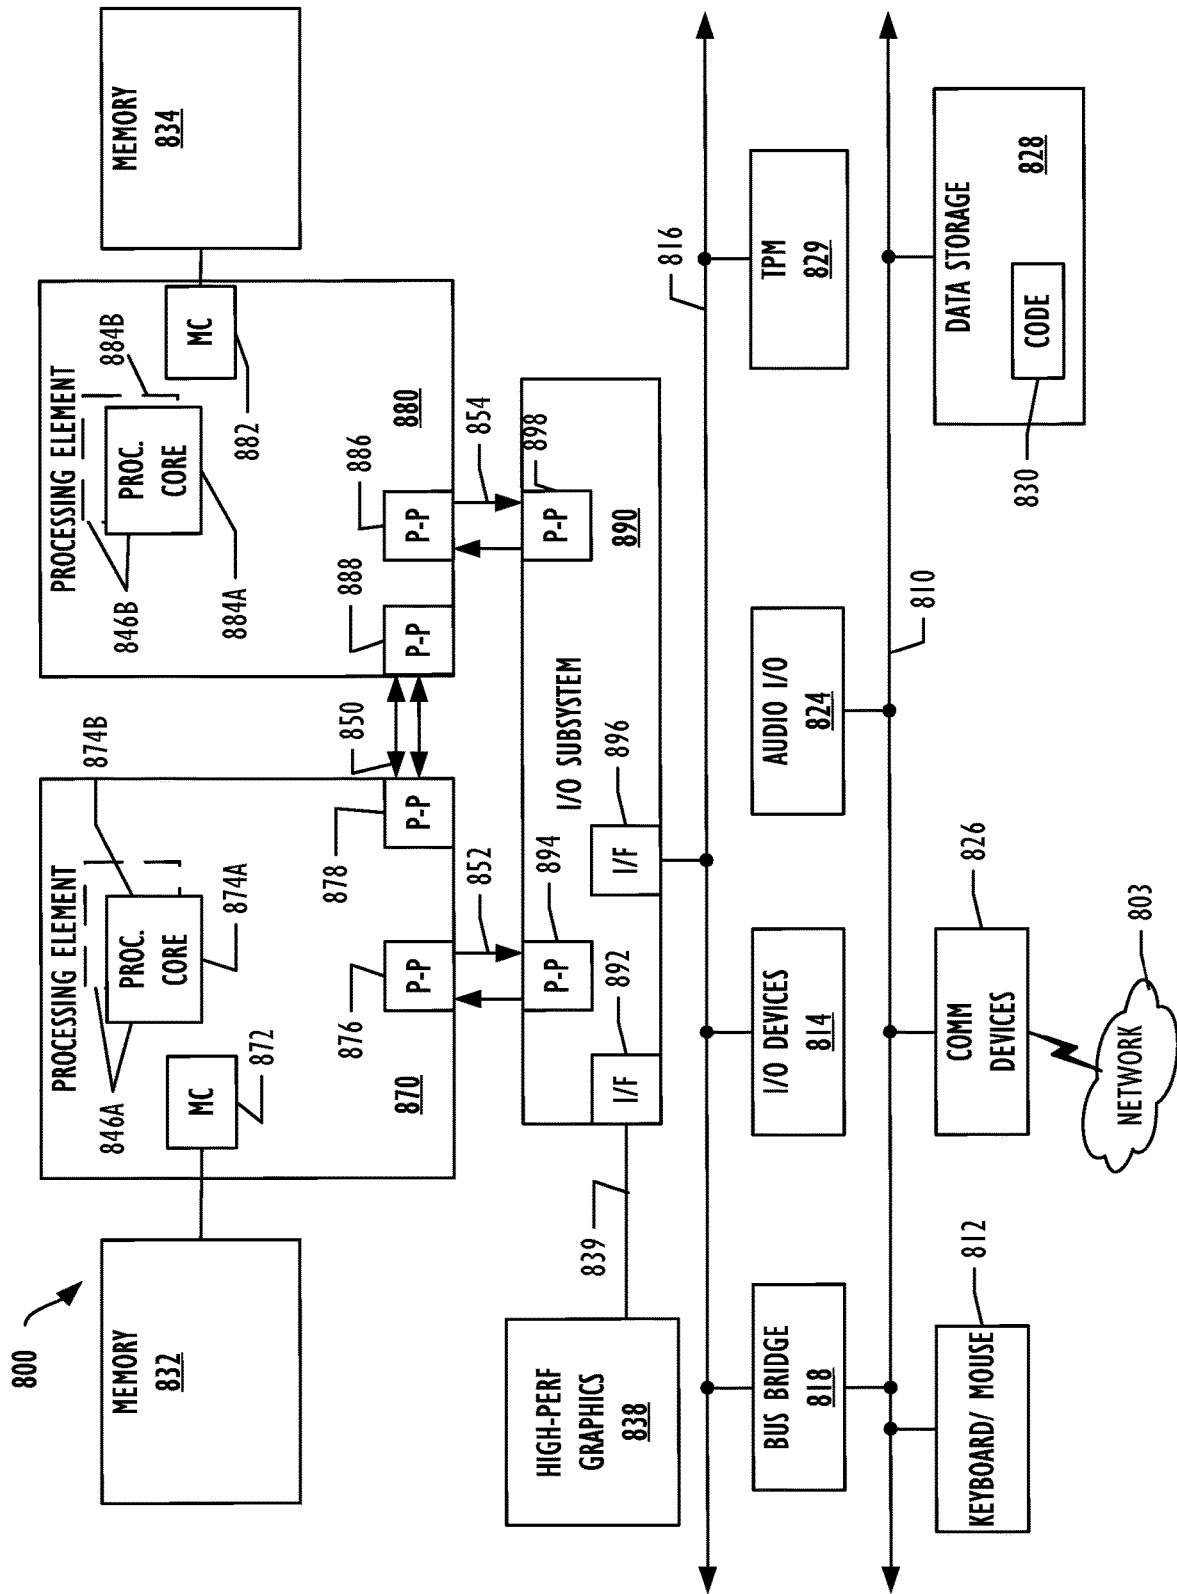 800
MEMORY
832
PROCESSING ELEMENT
846A
PROC.
CORE
874B
874A
MC
872
870
876
P-P
878
P-P
850
PROCESSING ELEMENT
846B
PROC.
CORE
884B
884A
MC
882
880
888
P-P
886
P-P
MEMORY
834
852
854
P-P
894
P-P
898
I/O SUBSYSTEM
890
I/F
892
I/F
896
HIGH-PERF
GRAPHICS
838
839
816
BUS BRIDGE
818
I/O DEVICES
814
AUDIO I/O
824
TPM
829
810
KEYBOARD/ MOUSE
812
COMM
DEVICES
826
NETWORK
803
DATA STORAGE
828
CODE
830